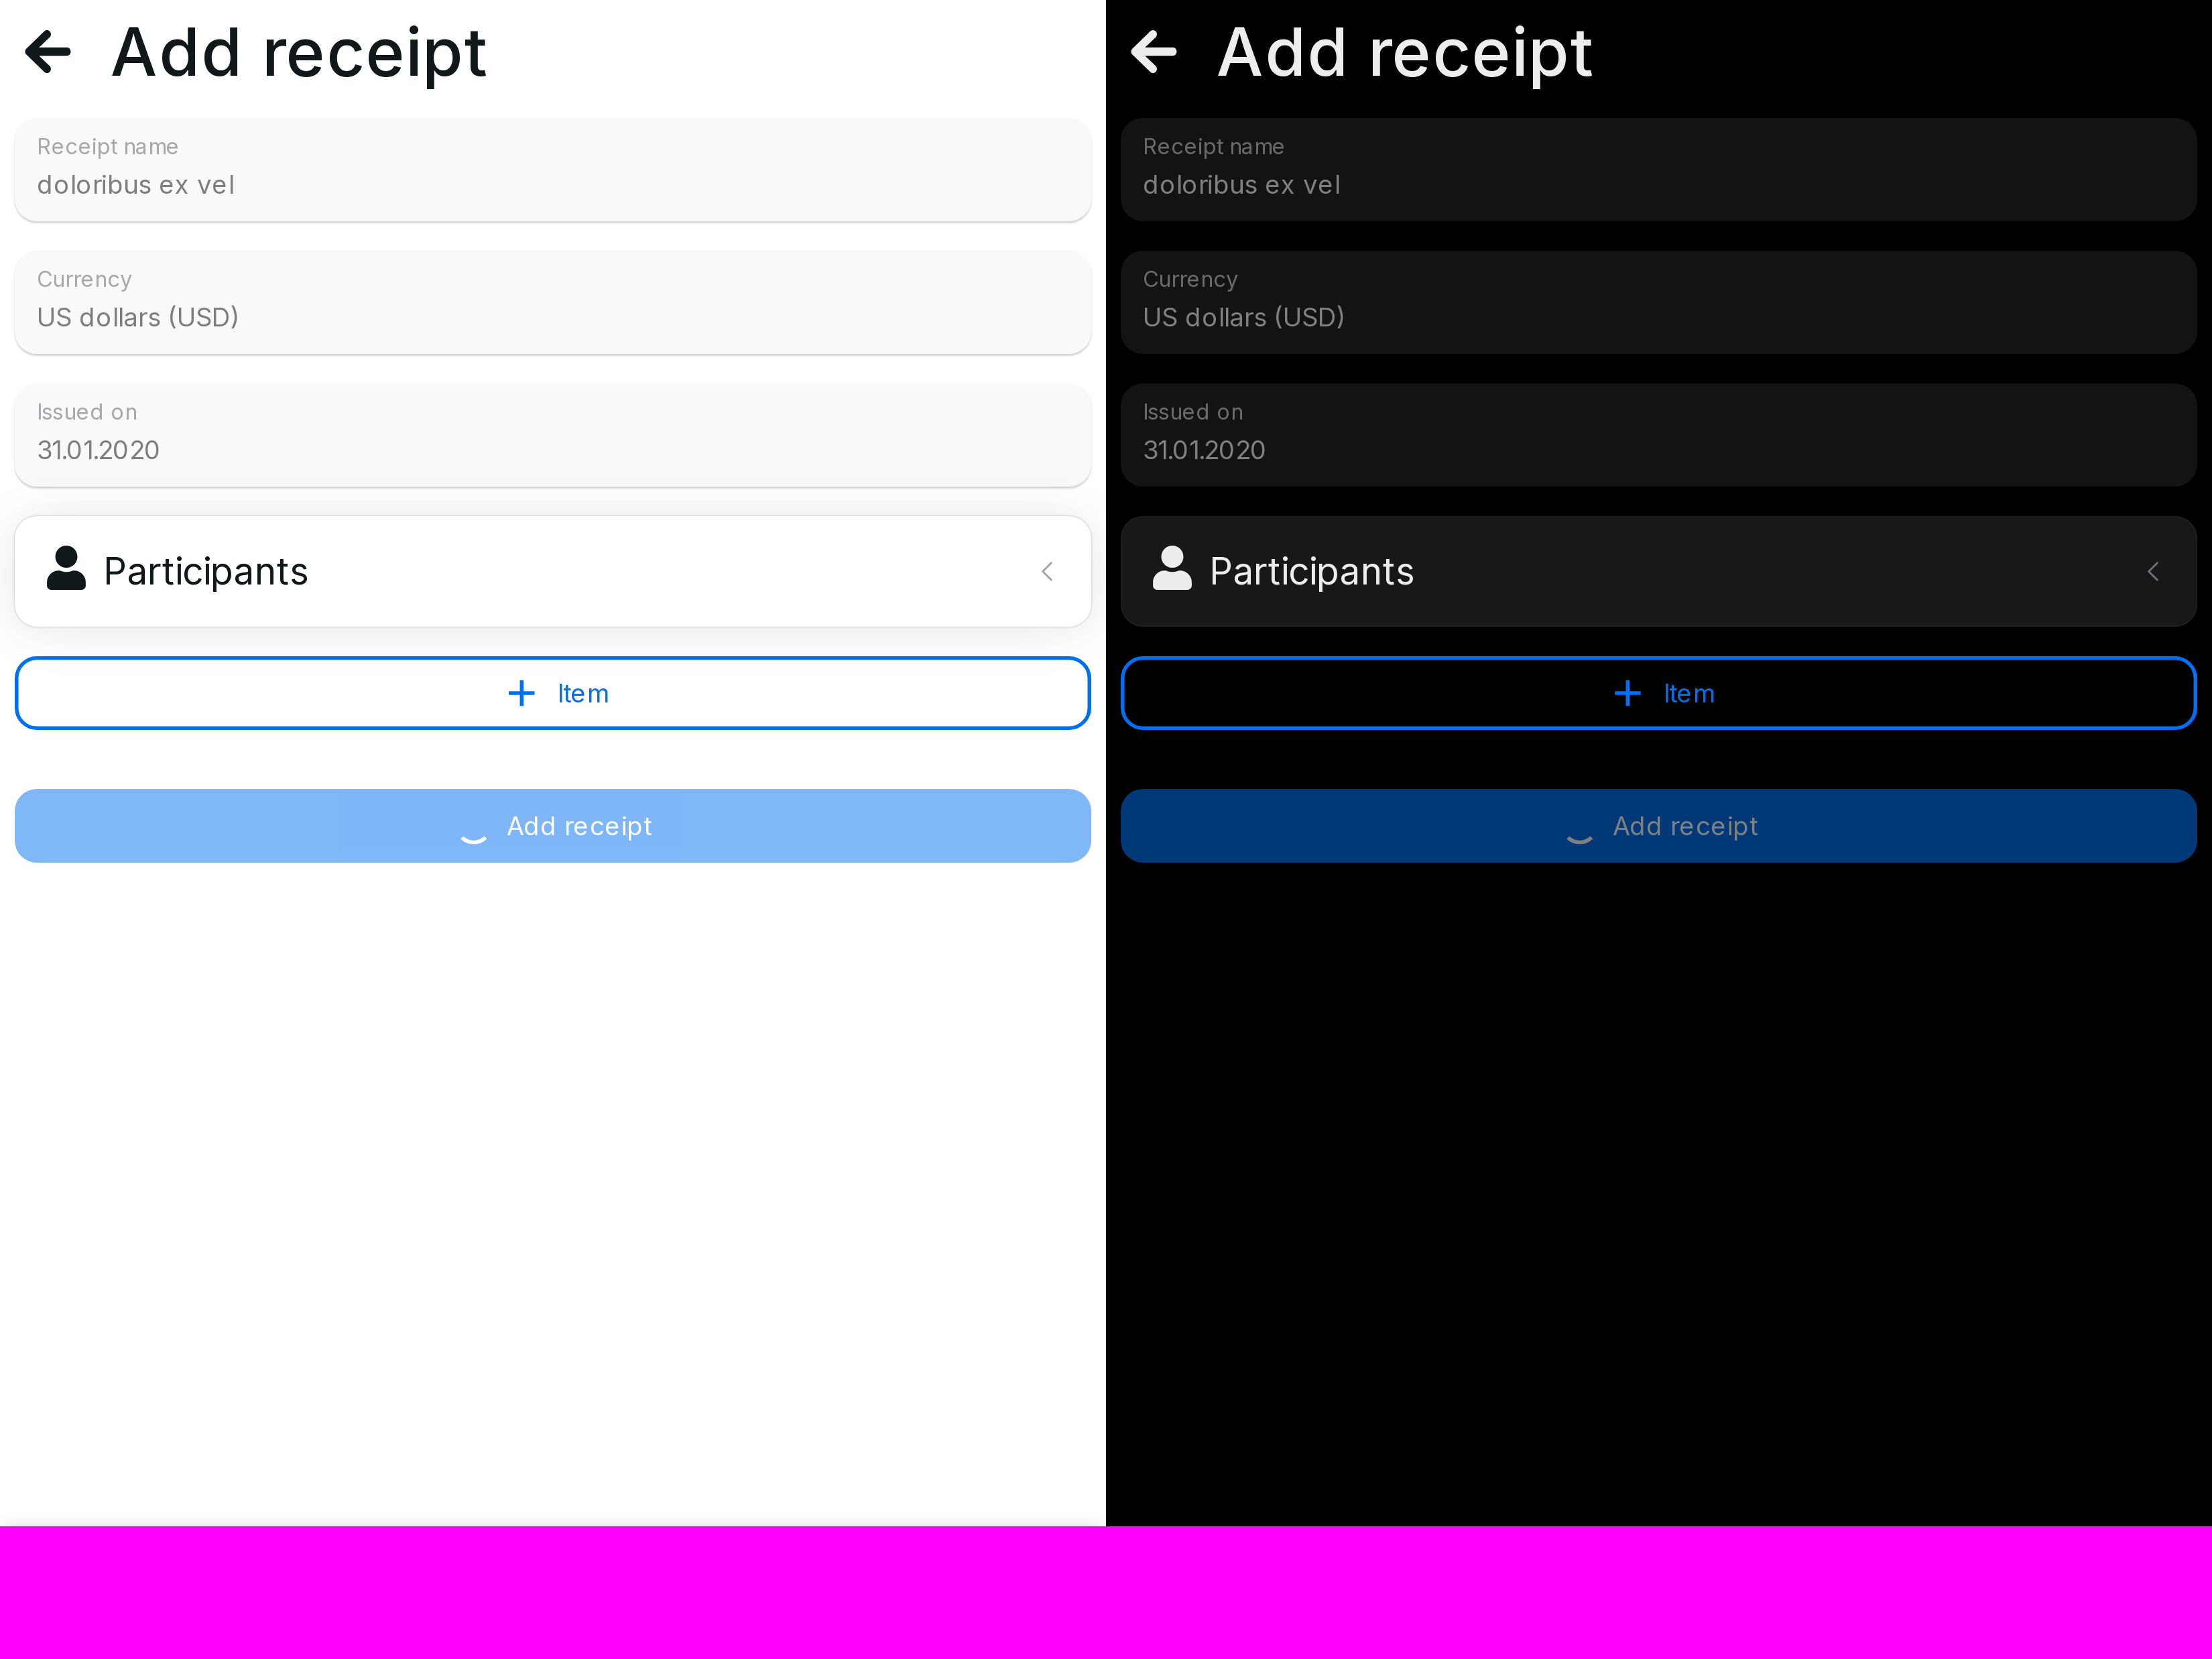 Add receipt
Receipt name
doloribus ex vel
Currency
US dollars (USD)
Issued on
31.01.2020
Participants
Item
Add receipt
Add receipt
Receipt name
doloribus ex vel
Currency
US dollars (USD)
Issued on
31.01.2020
Participants
Item
Add receipt